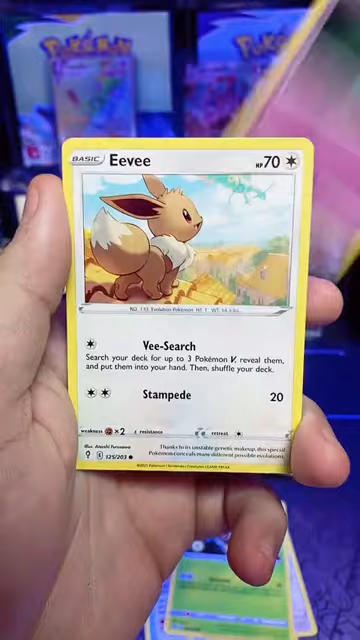 Pokémon
BASIC Eevee HP 70
NO. 133 Evolution Pokémon HT: 1' WT: 14.3 lbs.
Vee-Search
Search your deck for up to 3 Pokémon V, reveal them,
and put them into your hand. Then, shuffle your deck.
Stampede 20
weakness ×2 resistance retreat
Illus. Atsushi Furusawa
125/203
Thanks to its unstable genetic makeup, this special
Pokémon conceals many different possible evolutions.
©2021 Pokémon / Nintendo / Creatures / GAME FREAK